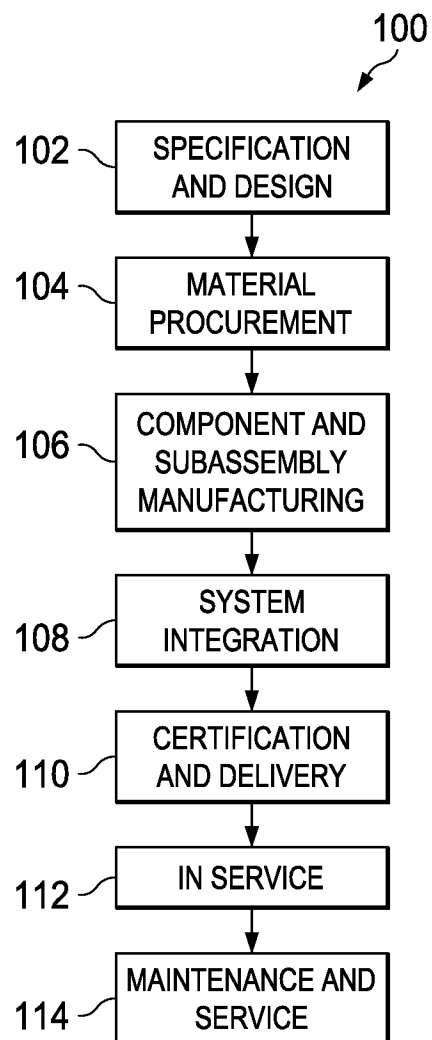 100
102
SPECIFICATION
AND DESIGN
104
MATERIAL
PROCUREMENT
106
COMPONENT AND
SUBASSEMBLY
MANUFACTURING
108
SYSTEM
INTEGRATION
110
CERTIFICATION
AND DELIVERY
112
IN SERVICE
114
MAINTENANCE AND
SERVICE